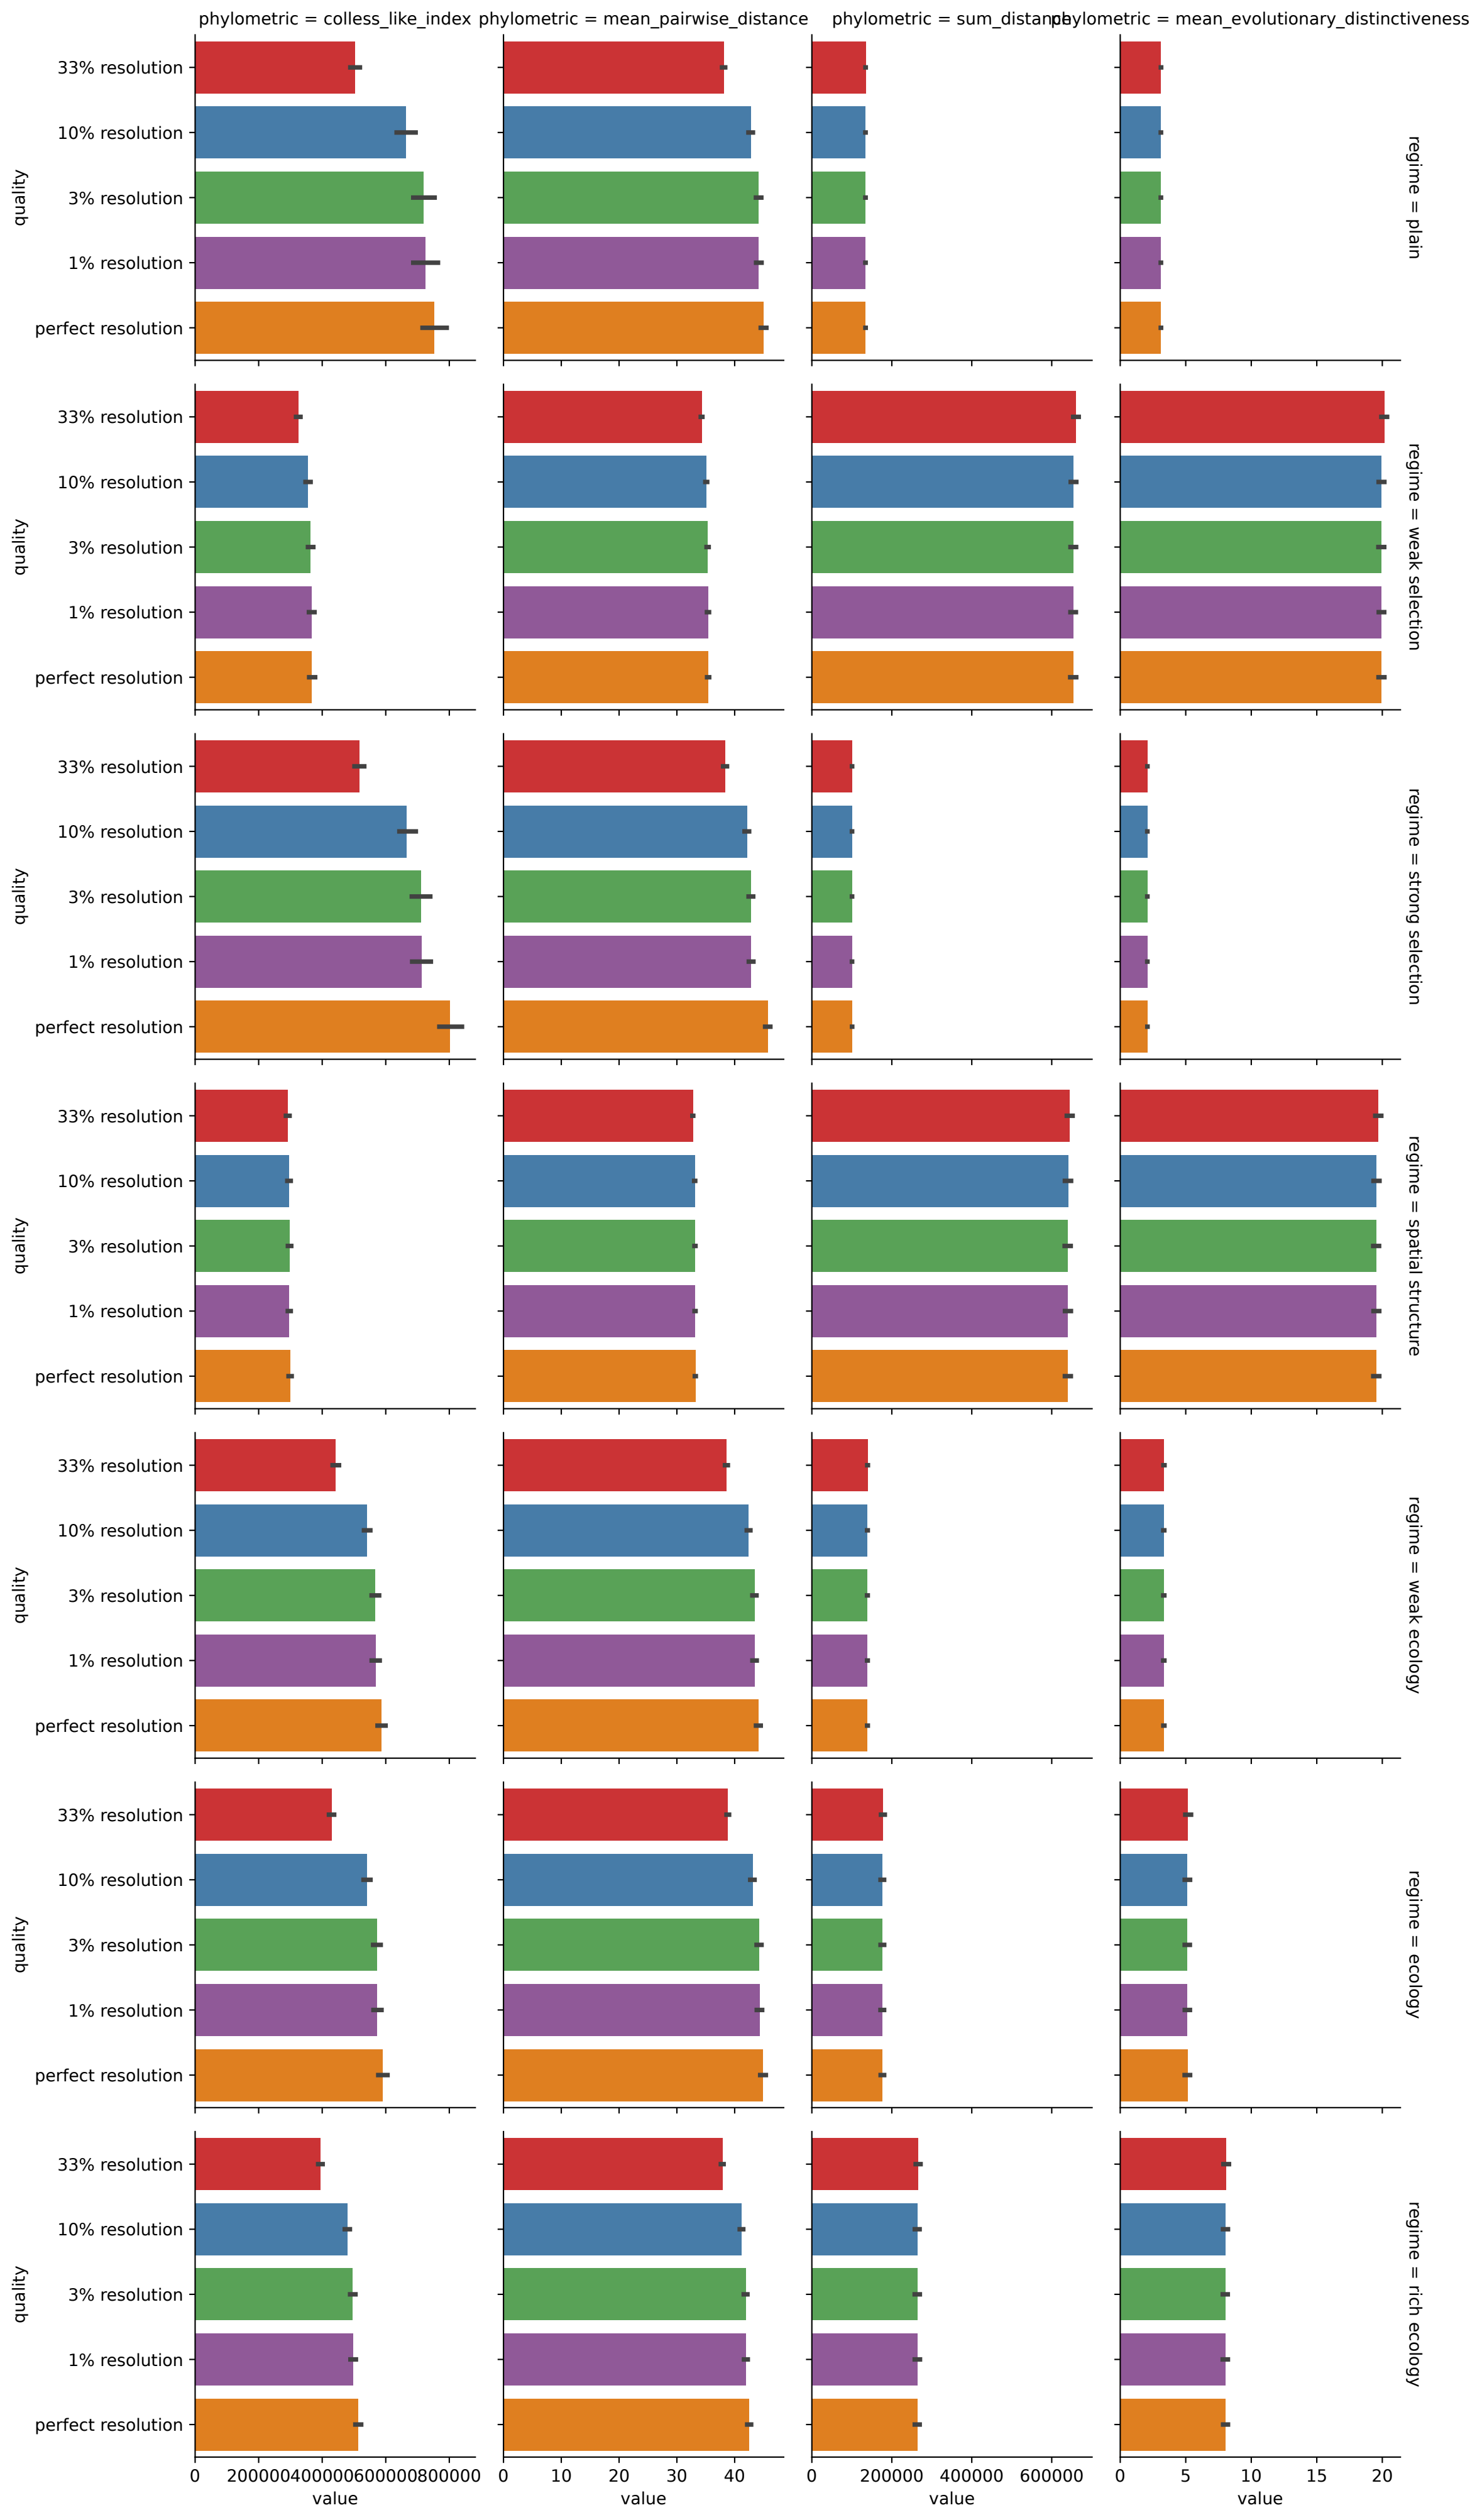 phylometric = colless_like_index
phylometric = mean_pairwise_distance
phylometric = sum_distance
phylometric = mean_evolutionary_distinctiveness
33% resolution
10% resolution
3% resolution
1% resolution
perfect resolution
quality
regime = plain
33% resolution
10% resolution
3% resolution
1% resolution
perfect resolution
quality
regime = weak selection
33% resolution
10% resolution
3% resolution
1% resolution
perfect resolution
quality
regime = strong selection
33% resolution
10% resolution
3% resolution
1% resolution
perfect resolution
quality
regime = spatial structure
33% resolution
10% resolution
3% resolution
1% resolution
perfect resolution
quality
regime = weak ecology
33% resolution
10% resolution
3% resolution
1% resolution
perfect resolution
quality
regime = ecology
33% resolution
10% resolution
3% resolution
1% resolution
perfect resolution
quality
regime = rich ecology
0 200000 400000 600000 800000
0 10 20 30 40
0 200000 400000 600000
0 5 10 15 20
value
value
value
value